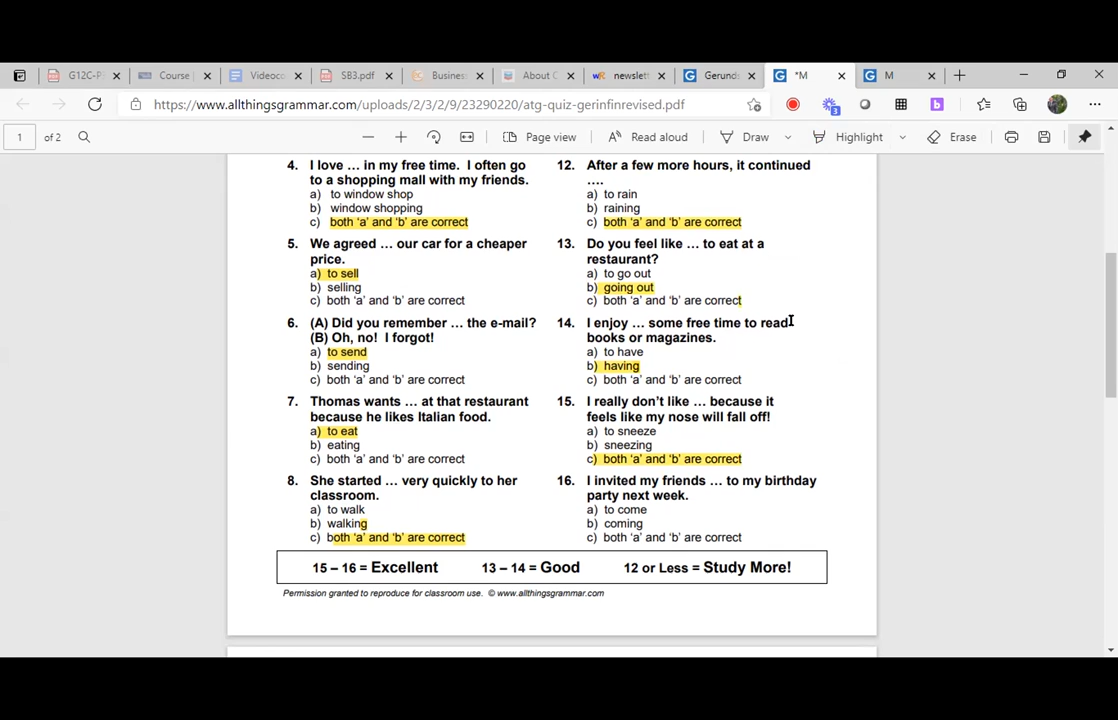 G12C-P
Course
Videoco
SB3.pdf
Business
About C
newslett
Gerunds
*M
M
https://www.allthingsgrammar.com/uploads/2/3/2/9/23290220/atg-quiz-gerinfinrevised.pdf
1 of 2
Page view
Read aloud
Draw
Highlight
Erase
4. I love … in my free time. I often go
to a shopping mall with my friends.
a) to window shop
b) window shopping
c) both ‘a’ and ‘b’ are correct
5. We agreed … our car for a cheaper
price.
a) to sell
b) selling
c) both ‘a’ and ‘b’ are correct
6. (A) Did you remember … the e-mail?
(B) Oh, no! I forgot!
a) to send
b) sending
c) both ‘a’ and ‘b’ are correct
7. Thomas wants … at that restaurant
because he likes Italian food.
a) to eat
b) eating
c) both ‘a’ and ‘b’ are correct
8. She started … very quickly to her
classroom.
a) to walk
b) walking
c) both ‘a’ and ‘b’ are correct
12. After a few more hours, it continued
….
a) to rain
b) raining
c) both ‘a’ and ‘b’ are correct
13. Do you feel like … to eat at a
restaurant?
a) to go out
b) going out
c) both ‘a’ and ‘b’ are correct
14. I enjoy … some free time to read
books or magazines.
a) to have
b) having
c) both ‘a’ and ‘b’ are correct
15. I really don’t like … because it
feels like my nose will fall off!
a) to sneeze
b) sneezing
c) both ‘a’ and ‘b’ are correct
16. I invited my friends … to my birthday
party next week.
a) to come
b) coming
c) both ‘a’ and ‘b’ are correct
15 – 16 = Excellent 13 – 14 = Good 12 or Less = Study More!
Permission granted to reproduce for classroom use. © www.allthingsgrammar.com